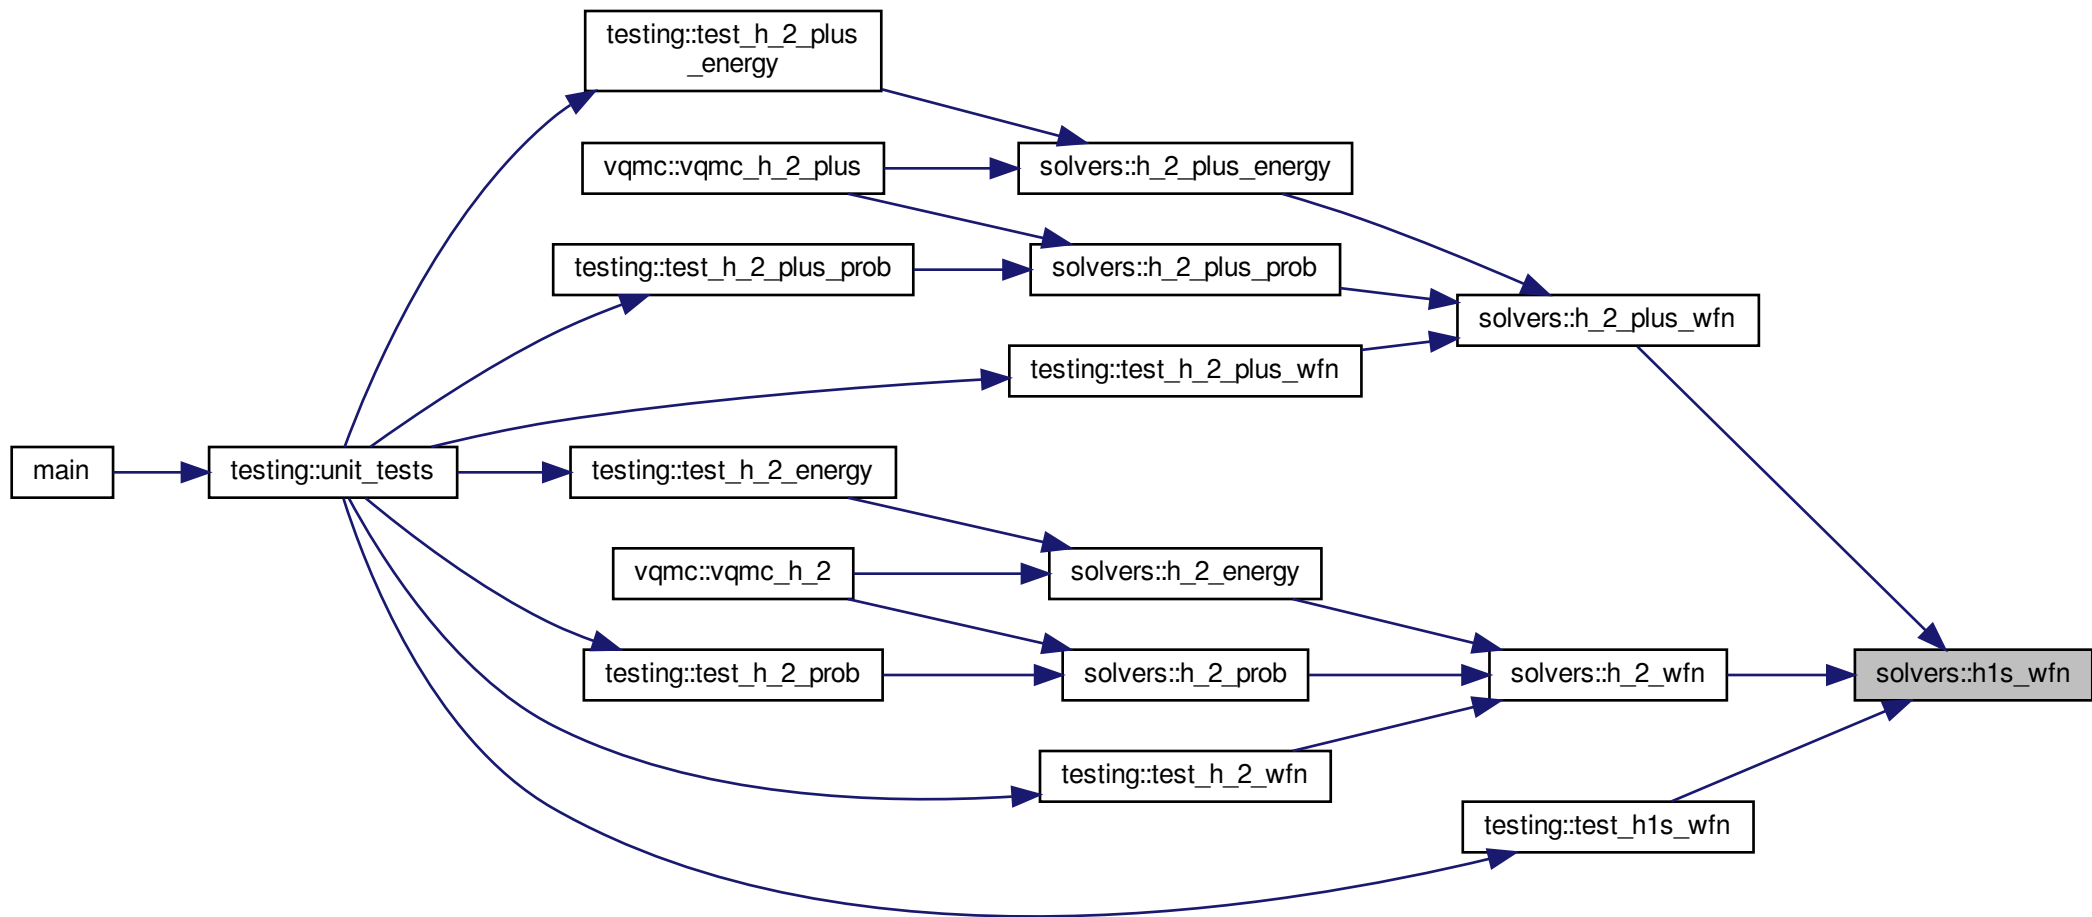 testing::test_h_2_plus
_energy
vqmc::vqmc_h_2_plus
solvers::h_2_plus_energy
testing::test_h_2_plus_prob
solvers::h_2_plus_prob
solvers::h_2_plus_wfn
testing::test_h_2_plus_wfn
main
testing::unit_tests
testing::test_h_2_energy
vqmc::vqmc_h_2
solvers::h_2_energy
testing::test_h_2_prob
solvers::h_2_prob
solvers::h_2_wfn
solvers::h1s_wfn
testing::test_h_2_wfn
testing::test_h1s_wfn